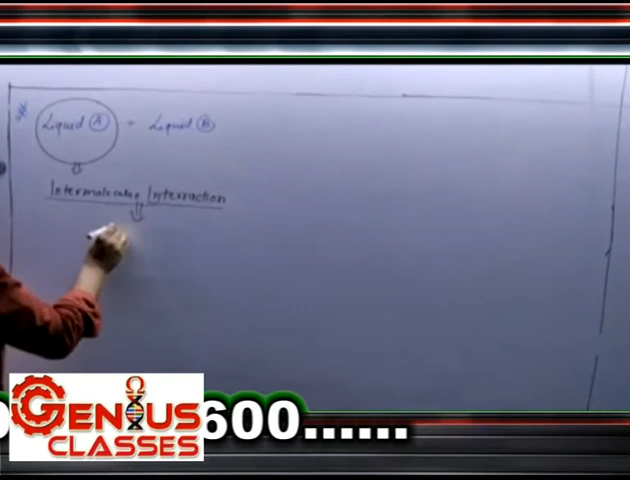 Liquid A - Liquid B
Intermolecular Interaction
600......
GENIUS
CLASSES